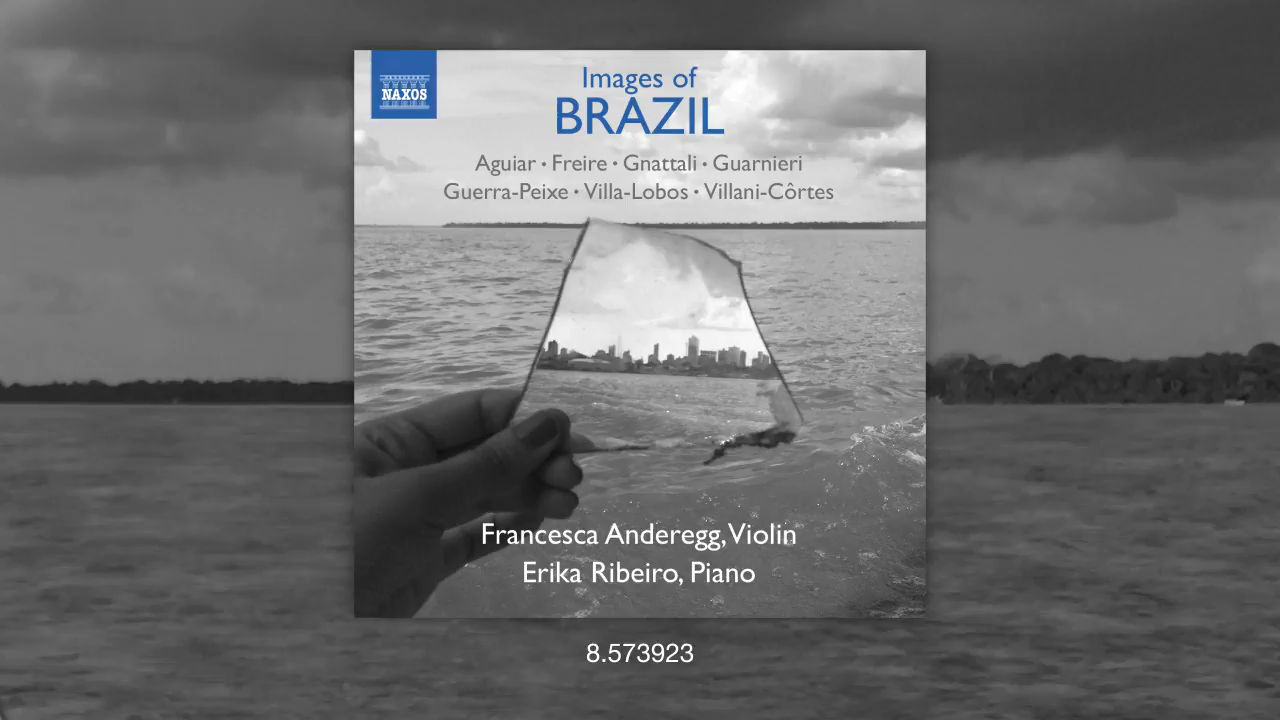 NAXOS
Images of
BRAZIL
Aguiar • Freire • Gnattali • Guarnieri
Guerra-Peixe • Villa-Lobos • Villani-Côrtes
Francesca Anderegg, Violin
Erika Ribeiro, Piano
8.573923